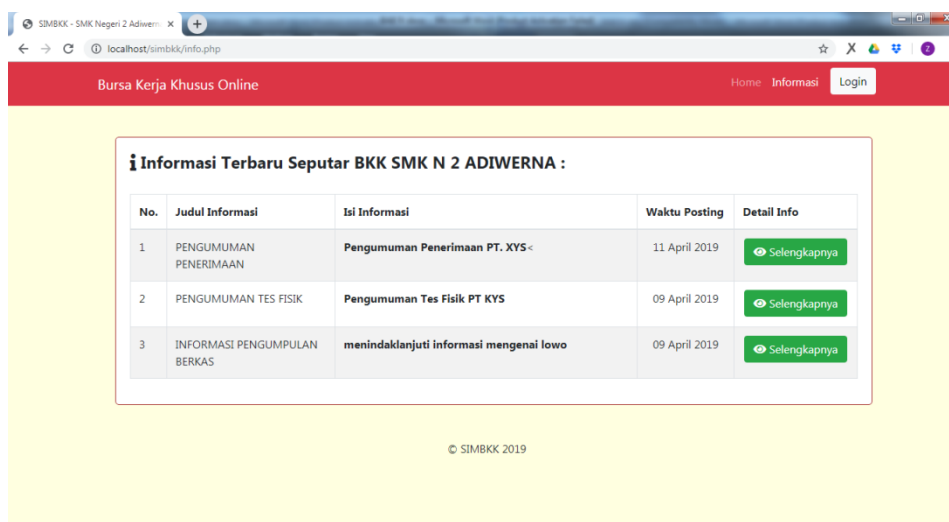 SIMBKK - SMK Negeri 2 Adiwern
localhost/simbkk/info.php
Bursa Kerja Khusus Online
Home Informasi Login
Informasi Terbaru Seputar BKK SMK N 2 ADIWERNA :
No. Judul Informasi Isi Informasi Waktu Posting Detail Info
1 PENGUMUMAN Pengumuman Penerimaan PT. XYS< 11 April 2019 Selengkapnya
PENERIMAAN
2 PENGUMUMAN TES FISIK Pengumuman Tes Fisik PT KYS 09 April 2019 Selengkapnya
3 INFORMASI PENGUMPULAN menindaklanjuti informasi mengenai lowo 09 April 2019 Selengkapnya
BERKAS
© SIMBKK 2019